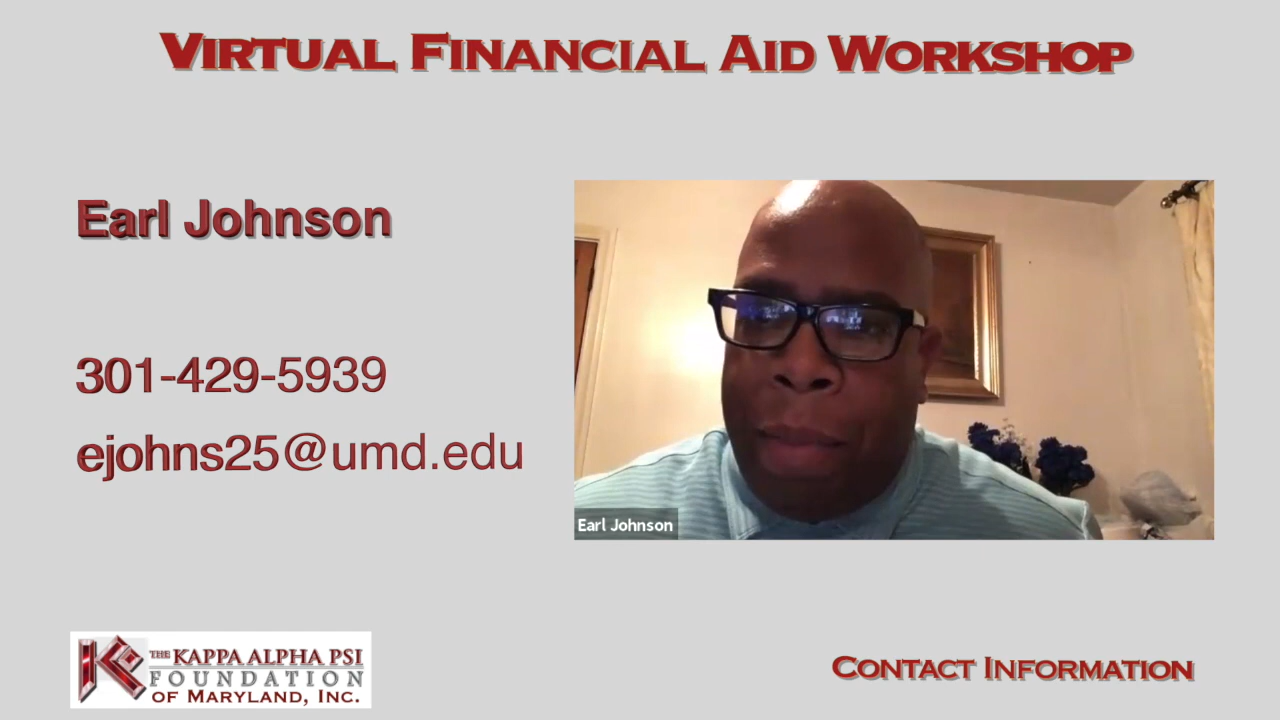 VIRTUAL FINANCIAL AID WORKSHOP
Earl Johnson
301-429-5939
ejohns25@umd.edu
Earl Johnson
THE KAPPA ALPHA PSI
FOUNDATION
OF MARYLAND, INC.
CONTACT INFORMATION